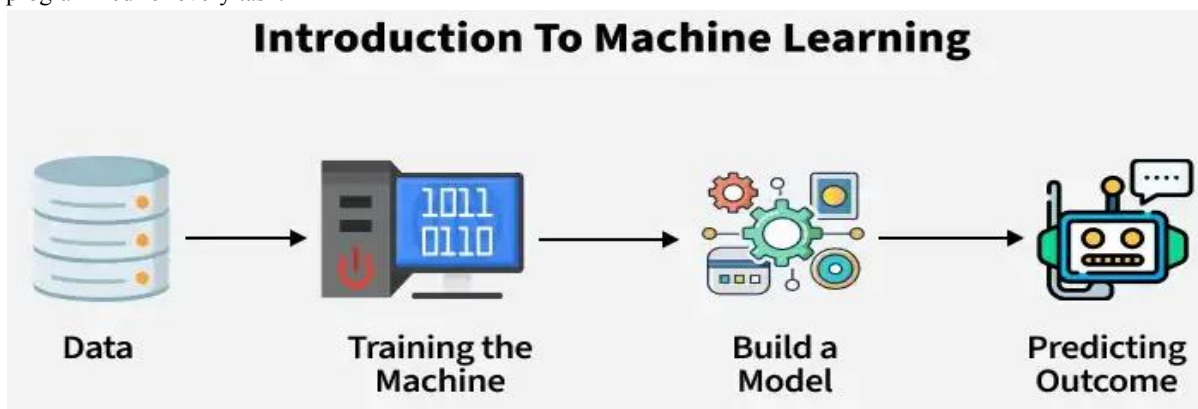 Introduction To Machine Learning
1011
0110
Data
Training the
Machine
Build a
Model
Predicting
Outcome